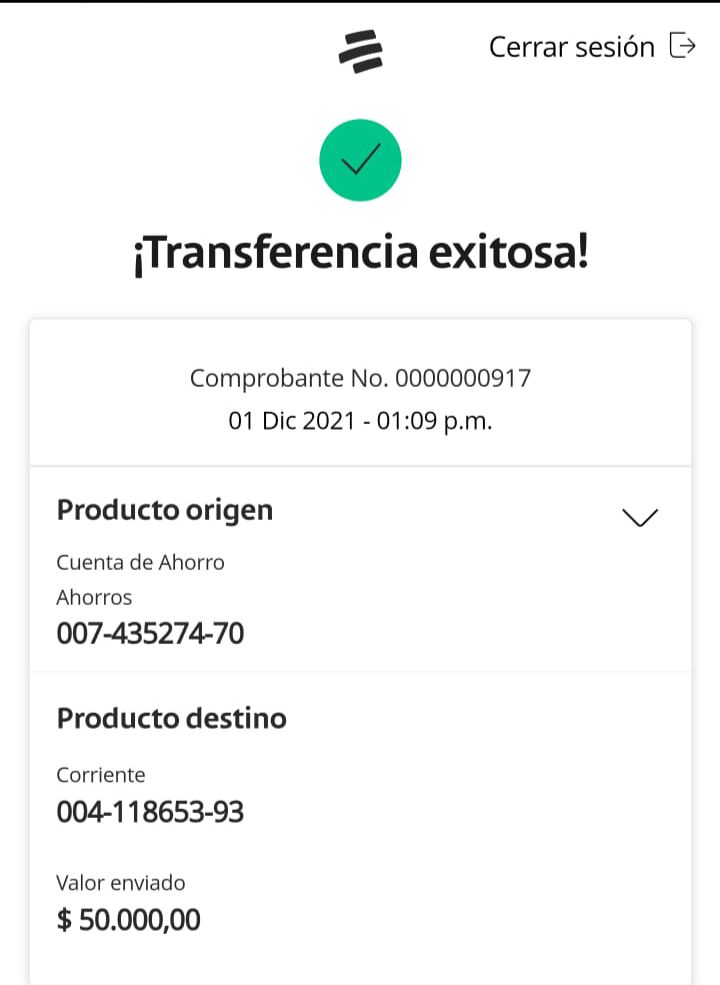 Cerrar sesión
¡Transferencia exitosa!
Comprobante No. 0000000917
01 Dic 2021 - 01:09 p.m.
Producto origen
Cuenta de Ahorro
Ahorros
007-435274-70
Producto destino
Corriente
004-118653-93
Valor enviado
$ 50.000,00